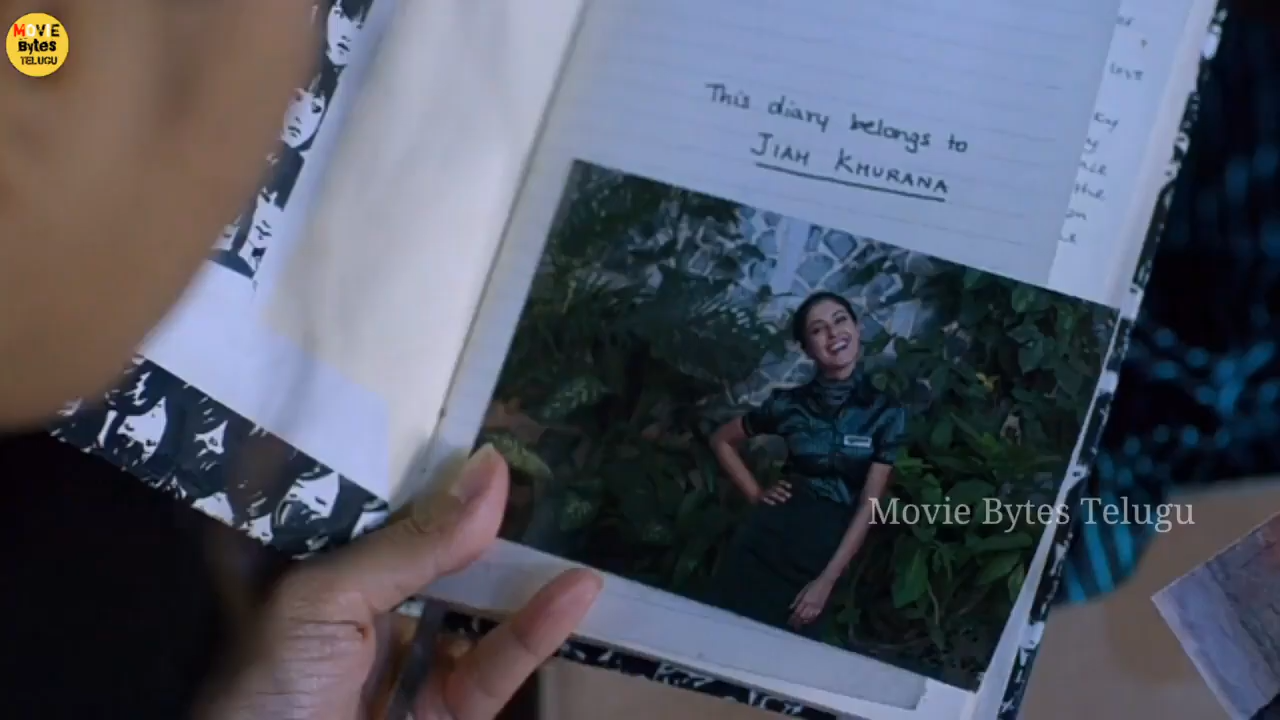 MOVIE
Bytes
TELUGU
This diary belongs to
JIAH KHURANA
Movie Bytes Telugu